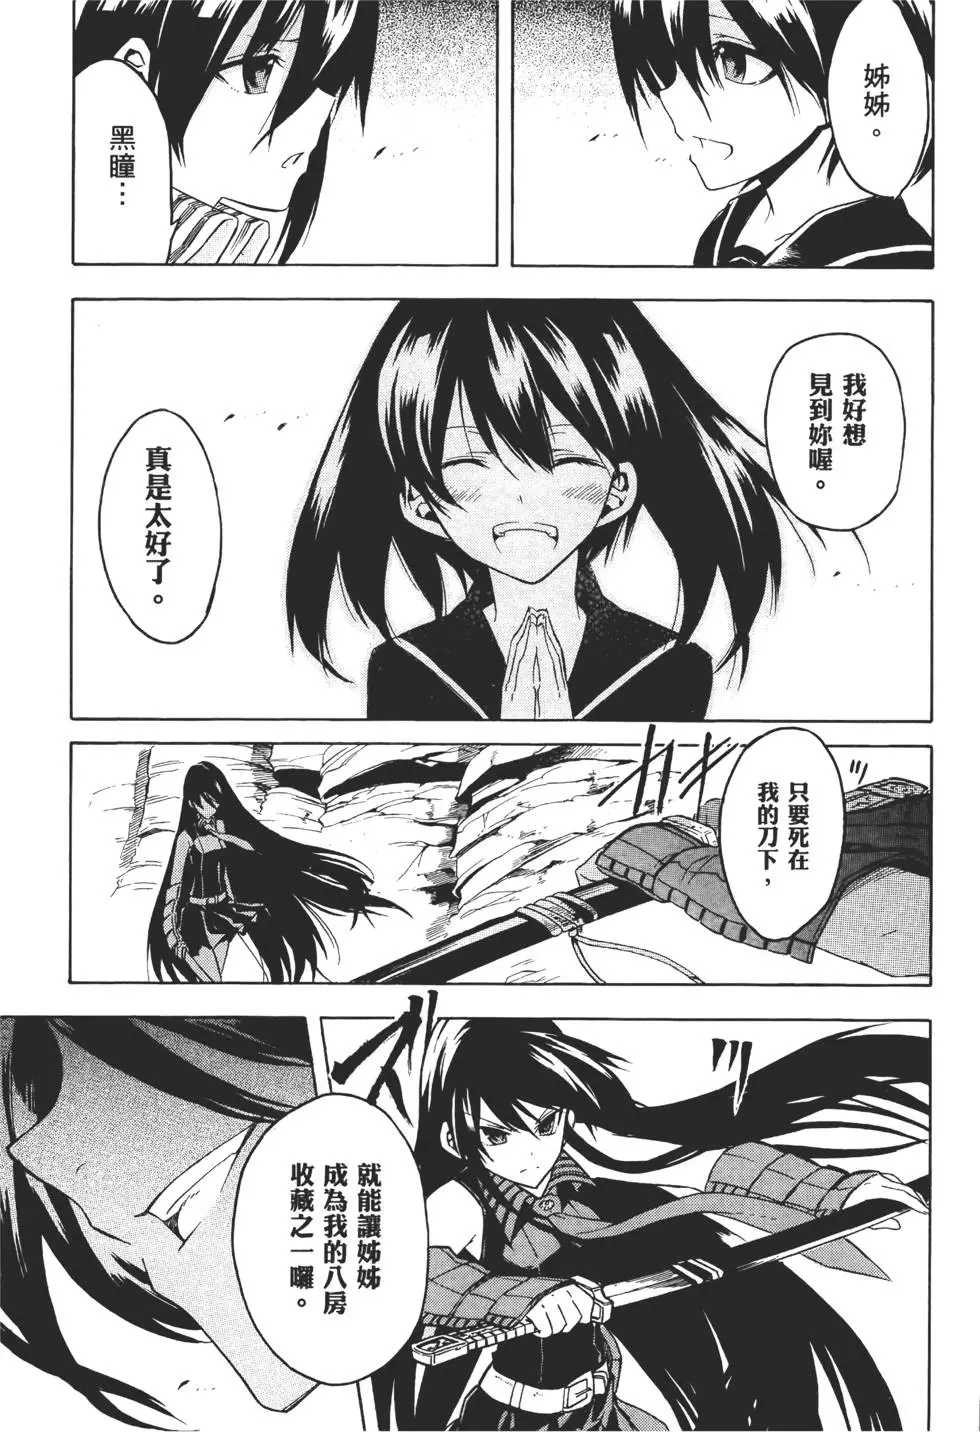 姊姊。
黑瞳…
我好想
見到妳喔。
真是太好了。
只要死在
我的刀下，
就能讓姊姊
成為我的八房
收藏之一囉。